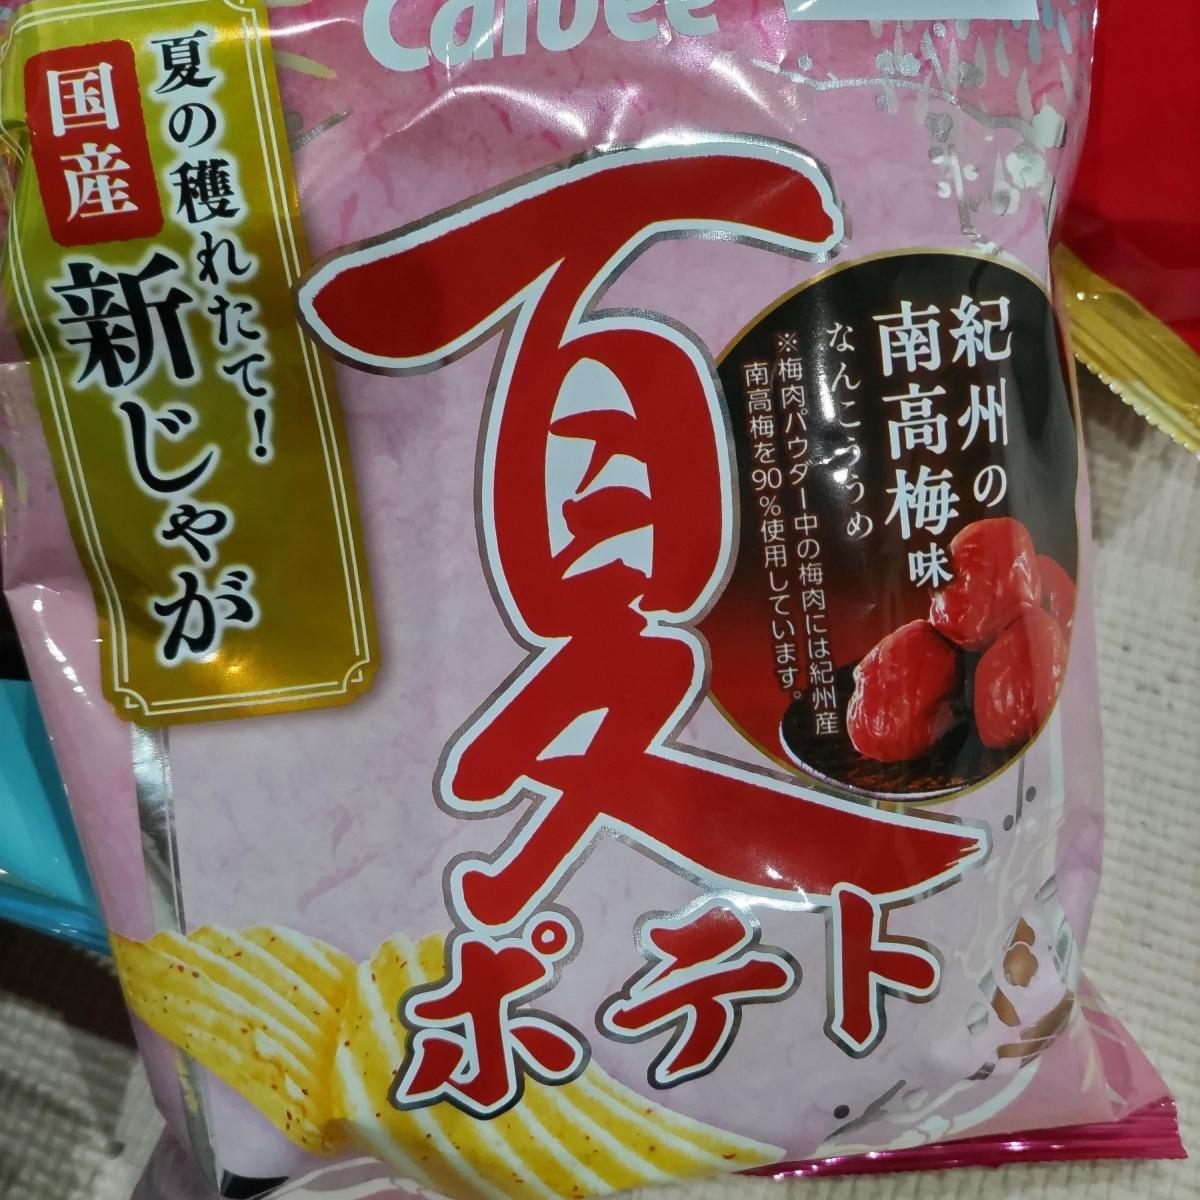 Calbee
夏の穫れたて!
国産
新じゃが
夏
ポテト
紀州の
南高梅味
なんこううめ
※梅肉パウダー中の梅肉には紀州産
南高梅を90%使用しています。